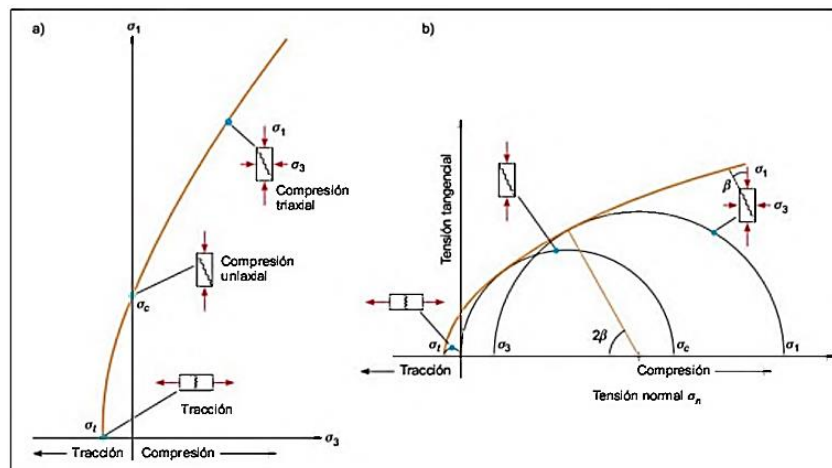 a)
σ1
σ1
σ3
Compresión
triaxial
Compresión
uniaxial
σc
σt
Tracción
σ3
Tracción
Compresión
b)
Tensión tangencial
β
σ1
σ3
2β
σt
σ3
σc
σ1
Tracción
Compresión
Tensión normal σn